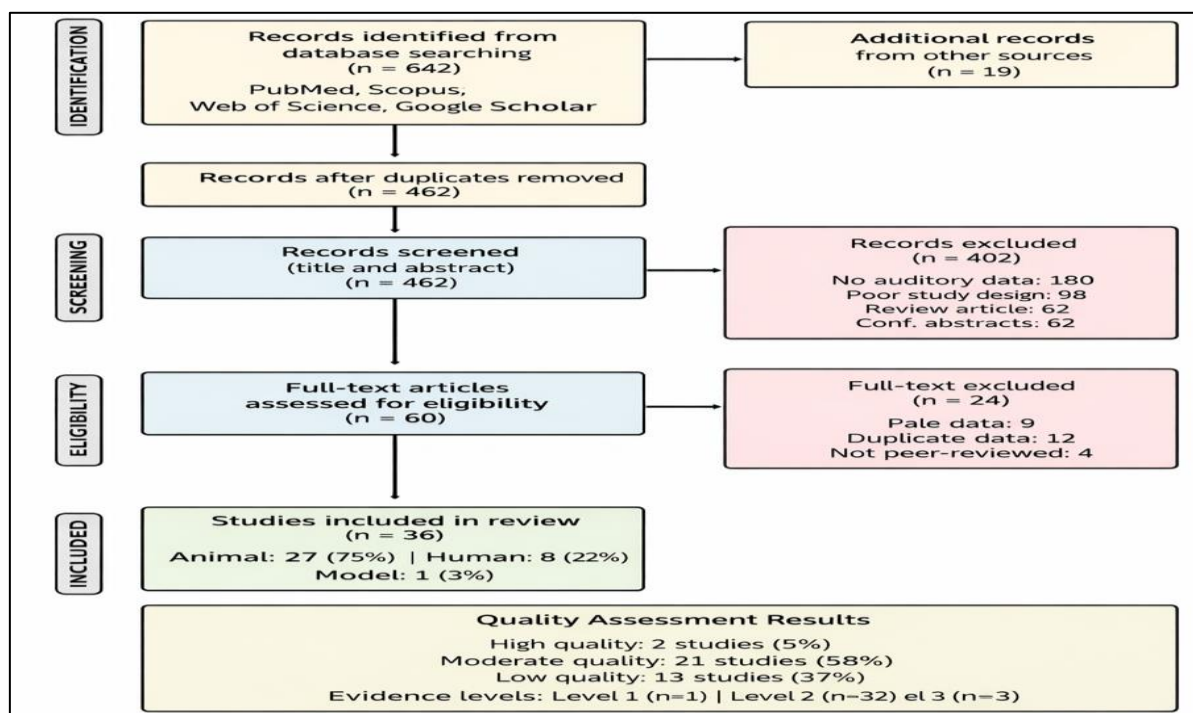 IDENTIFICATION
Records identified from
database searching
(n = 642)
PubMed, Scopus,
Web of Science, Google Scholar
Additional records
from other sources
(n = 19)
Records after duplicates removed
(n = 462)
SCREENING
Records screened
(title and abstract)
(n = 462)
Records excluded
(n = 402)
No auditory data: 180
Poor study design: 98
Review article: 62
Conf. abstracts: 62
ELIGIBILITY
Full-text articles
assessed for eligibility
(n = 60)
Full-text excluded
(n = 24)
Pale data: 9
Duplicate data: 12
Not peer-reviewed: 4
INCLUDED
Studies included in review
(n = 36)
Animal: 27 (75%) | Human: 8 (22%)
Model: 1 (3%)
Quality Assessment Results
High quality: 2 studies (5%)
Moderate quality: 21 studies (58%)
Low quality: 13 studies (37%)
Evidence levels: Level 1 (n=1) | Level 2 (n−32) el 3 (n=3)